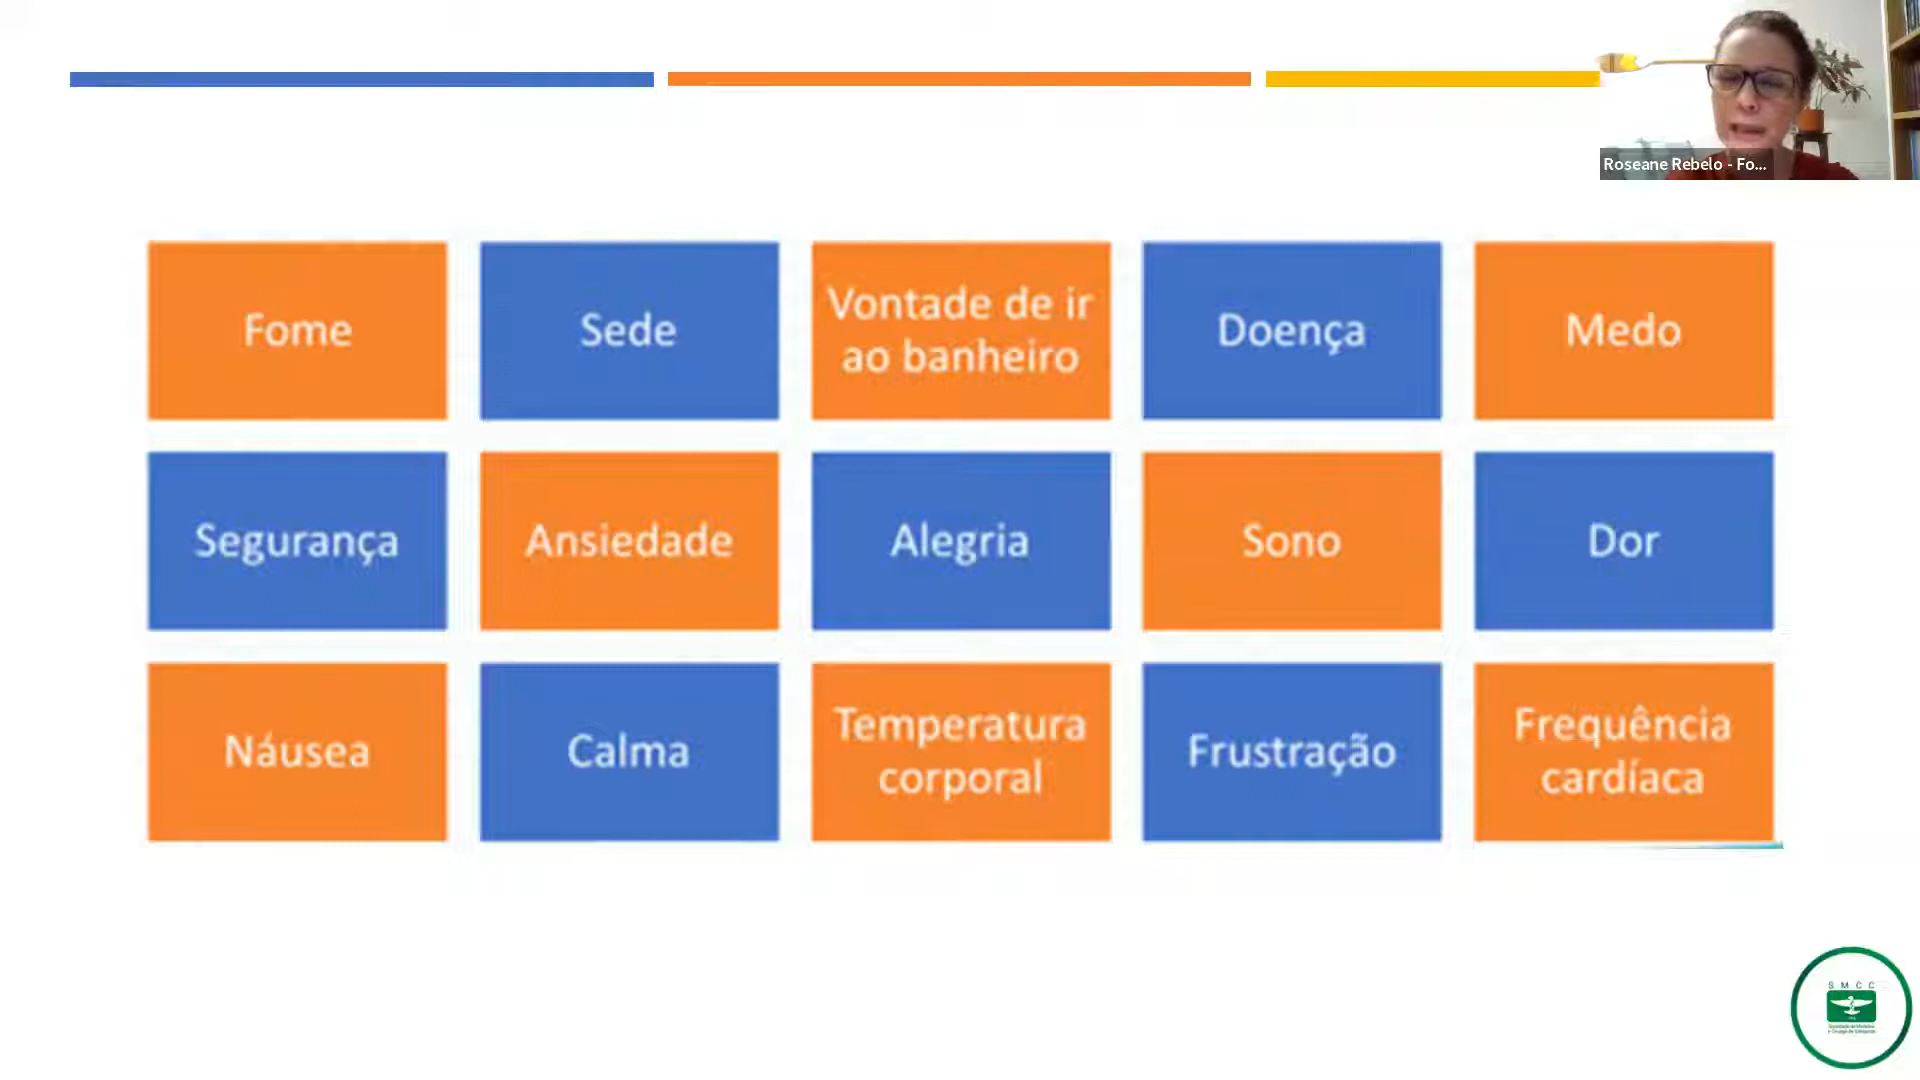 Roseane Rebelo - Fo...
Fome
Sede
Vontade de ir
ao banheiro
Doença
Medo
Segurança
Ansiedade
Alegria
Sono
Dor
Náusea
Calma
Temperatura
corporal
Frustração
Frequência
cardíaca
SMCC